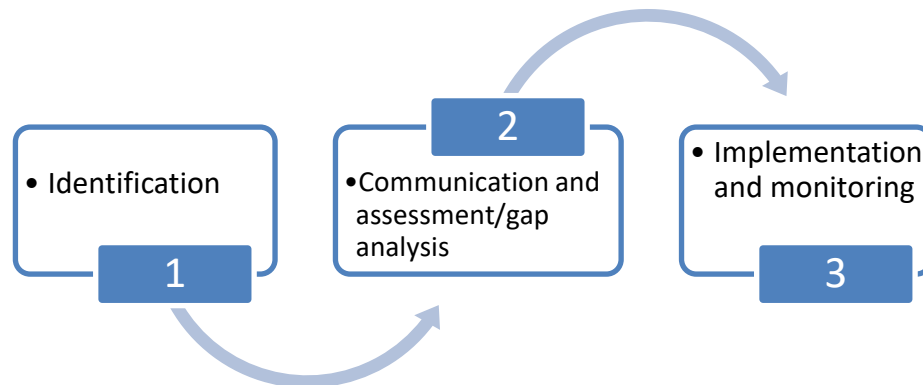 • Identification
1
2
•Communication and
assessment/gap
analysis
• Implementation
and monitoring
3